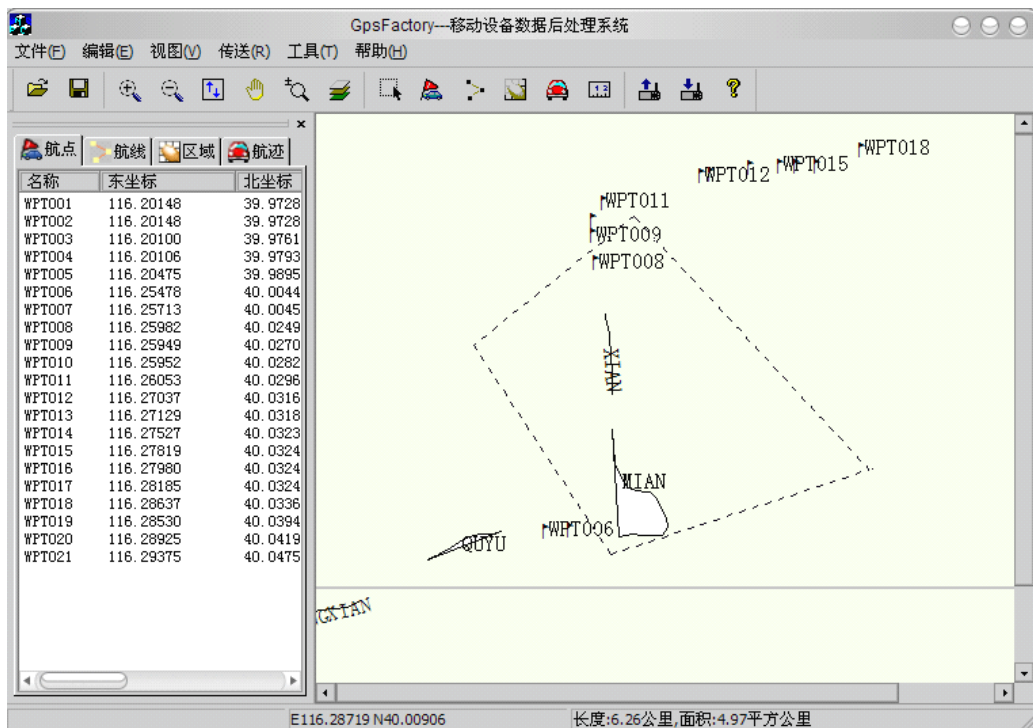 GpsFactory---移动设备数据后处理系统
文件(F) 编辑(E) 视图(V) 传送(R) 工具(T) 帮助(H)
航点 航线 区域 航迹
名称 东坐标 北坐标
WPT001 116.20148 39.9728
WPT002 116.20148 39.9728
WPT003 116.20100 39.9761
WPT004 116.20106 39.9793
WPT005 116.20475 39.9895
WPT006 116.25478 40.0044
WPT007 116.25713 40.0045
WPT008 116.25982 40.0249
WPT009 116.25949 40.0270
WPT010 116.25952 40.0282
WPT011 116.26053 40.0296
WPT012 116.27037 40.0316
WPT013 116.27129 40.0318
WPT014 116.27527 40.0323
WPT015 116.27819 40.0324
WPT016 116.27980 40.0324
WPT017 116.28185 40.0324
WPT018 116.28637 40.0336
WPT019 116.28530 40.0394
WPT020 116.28925 40.0419
WPT021 116.29375 40.0475
WPT018
WPT015
WPT012
WPT011
WPT009
WPT008
XIAN
MIAN
WPT006
QUYU
GXIAN
E116.28719 N40.00906
长度:6.26公里,面积:4.97平方公里